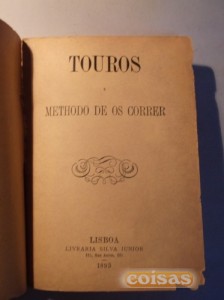 TOUROS
METHODO DE OS CORRER
LISBOA
LIVRARIA SILVA JUNIOR
coisas